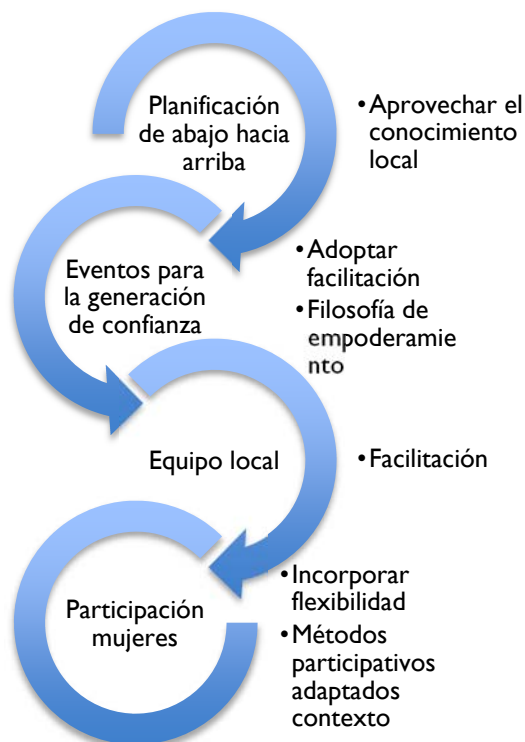 Planificación
de abajo hacia
arriba
•Aprovechar el
conocimiento
local
Eventos para
la generación
de confianza
•Adoptar
facilitación
•Filosofía de
empoderamie
nto
Equipo local
•Facilitación
Participación
mujeres
•Incorporar
flexibilidad
•Métodos
participativos
adaptados
contexto